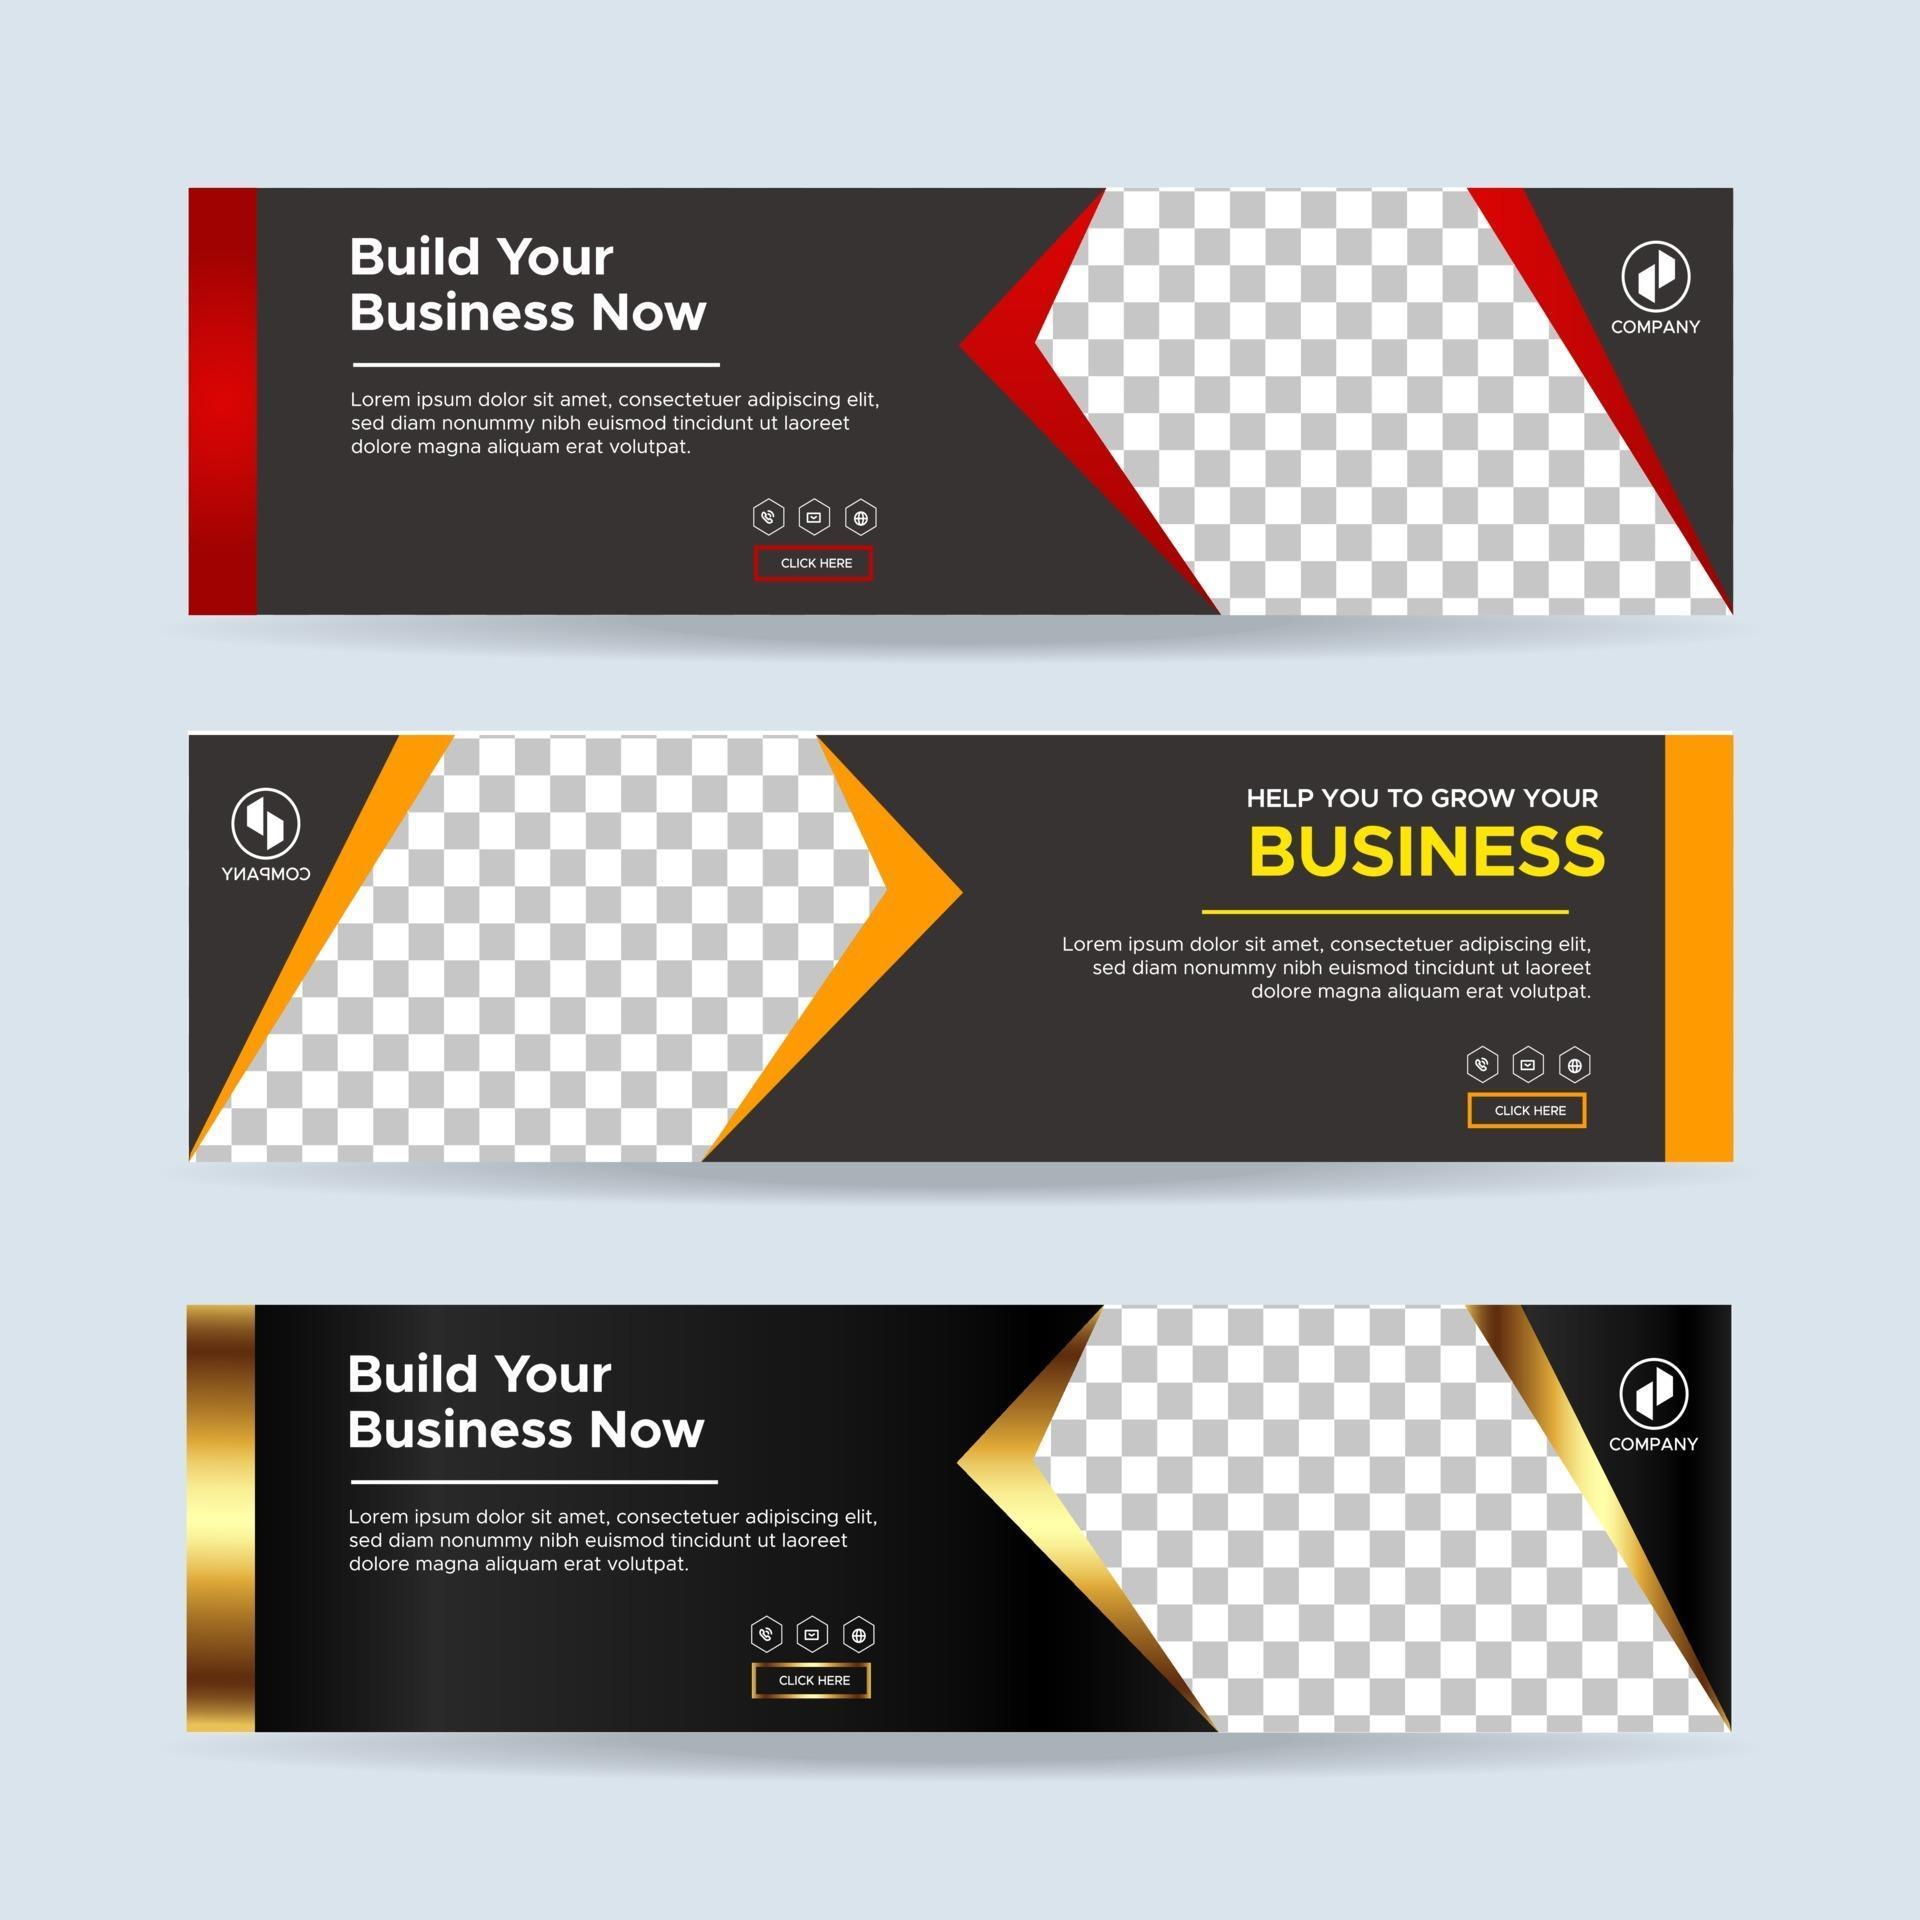 Build Your
Business Now
Lorem ipsum dolor sit amet, consectetuer adipiscing elit,
sed diam nonummy nibh euismod tincidunt ut laoreet
dolore magna aliquam erat volutpat.
CLICK HERE
COMPANY
COMPANY
HELP YOU TO GROW YOUR
BUSINESS
Lorem ipsum dolor sit amet, consectetuer adipiscing elit,
sed diam nonummy nibh euismod tincidunt ut laoreet
dolore magna aliquam erat volutpat.
CLICK HERE
Build Your
Business Now
Lorem ipsum dolor sit amet, consectetuer adipiscing elit,
sed diam nonummy nibh euismod tincidunt ut laoreet
dolore magna aliquam erat volutpat.
CLICK HERE
COMPANY